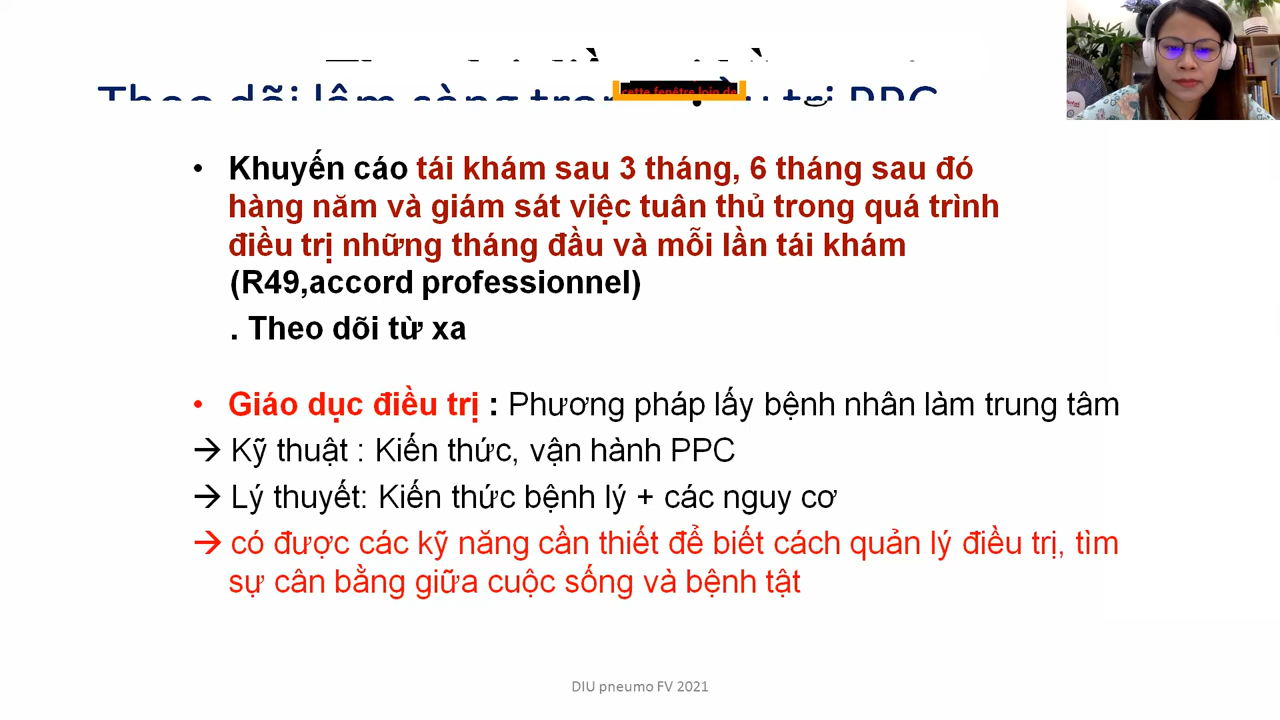 Theo dõi lâm sàng trong điều trị PPC
cette fenêtre loin de
• Khuyến cáo tái khám sau 3 tháng, 6 tháng sau đó
hàng năm và giám sát việc tuân thủ trong quá trình
điều trị những tháng đầu và mỗi lần tái khám
(R49,accord professionnel)
. Theo dõi từ xa
• Giáo dục điều trị : Phương pháp lấy bệnh nhân làm trung tâm
→ Kỹ thuật : Kiến thức, vận hành PPC
→ Lý thuyết: Kiến thức bệnh lý + các nguy cơ
→ có được các kỹ năng cần thiết để biết cách quản lý điều trị, tìm
sự cân bằng giữa cuộc sống và bệnh tật
DIU pneumo FV 2021